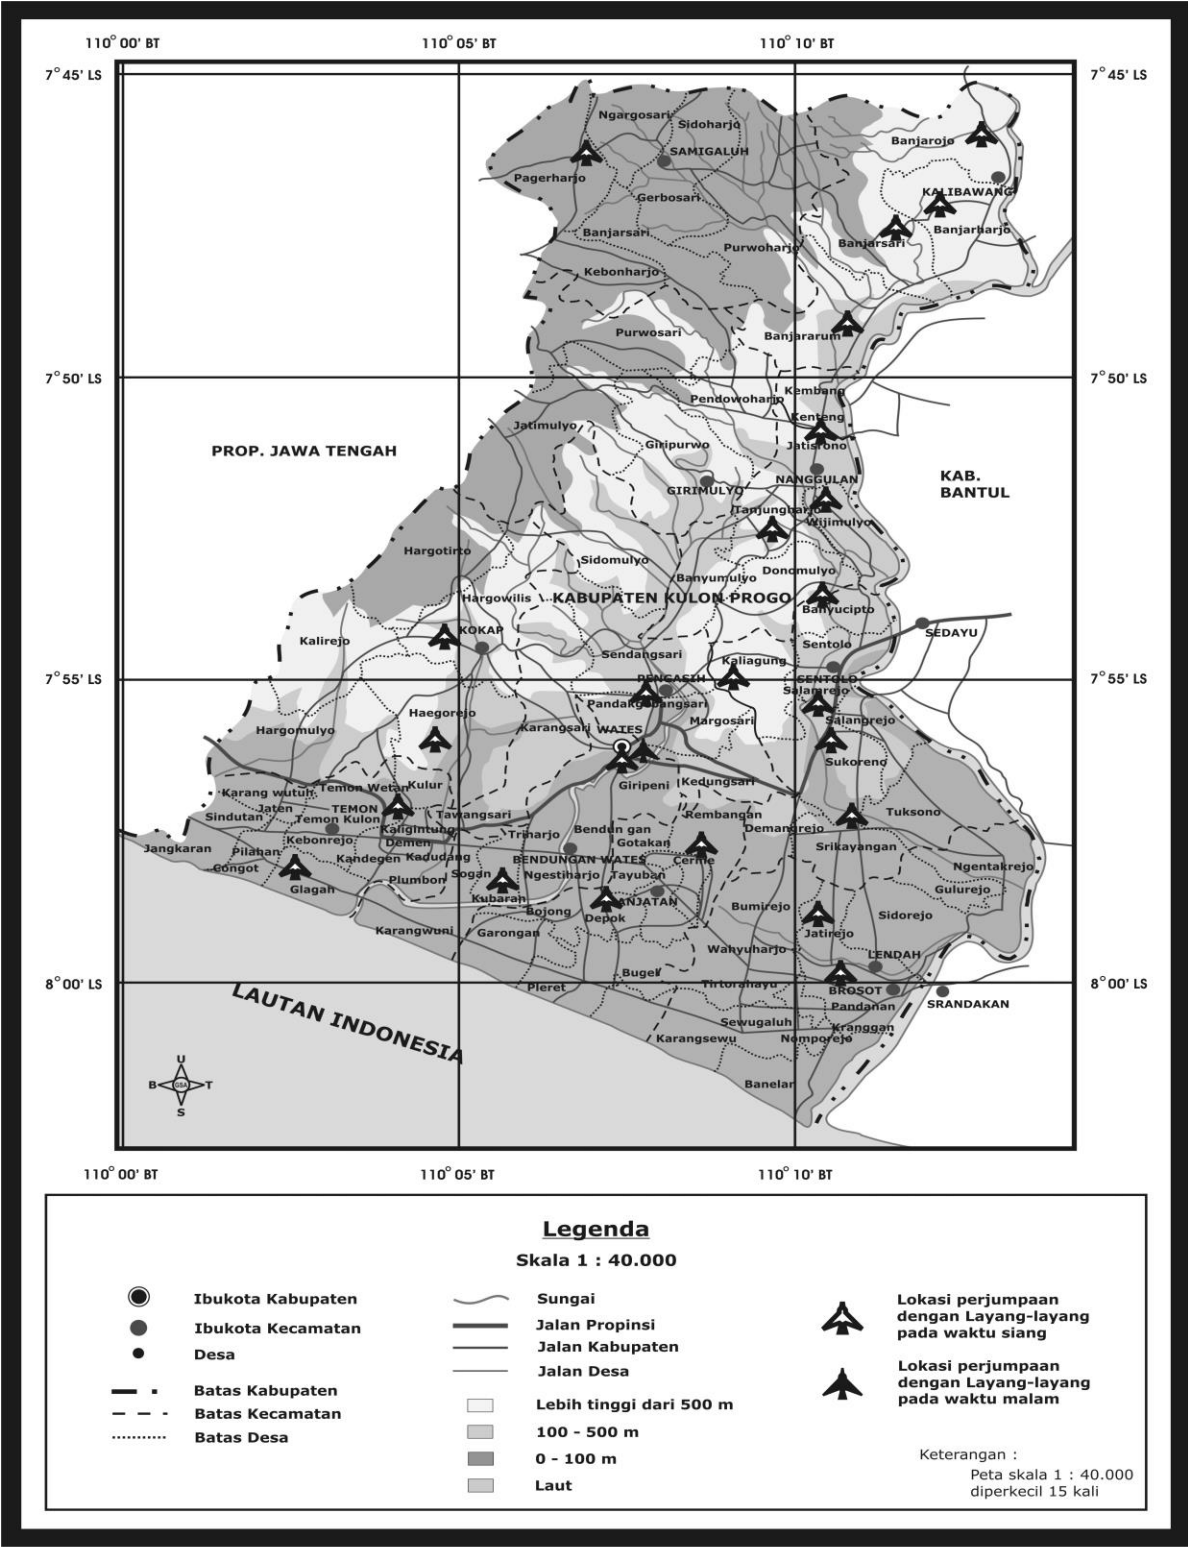 110° 00' BT
110° 05' BT
110° 10' BT
7° 45' LS
7° 45' LS
Ngargosari
Sidoharjo
Banjarojo
SAMIGALUH
Pagerharjo
KALIBAWANG
Gerbosari
Banjarsari
Banjarharjo
Purwoharjo
Banjarsari
Kebonharjo
Purwosari
Banjararum
7° 50' LS
7° 50' LS
Kembang
Pendowoharjo
Kenteng
Jatimulyo
Giripurwo
Jatisrono
PROP. JAWA TENGAH
KAB.
BANTUL
NANGGULAN
GIRIMULYO
Tanjungharjo
Wijimulyo
Hargotirto
Sidomulyo
Donomulyo
Banyumulyo
Hargowilis
KABUPATEN KULON PROGO
Banyucipto
KOKAP
SEDAYU
Kalirejo
Sentolo
Sendangsari
Kaliagung
7° 55' LS
7° 55' LS
PENGASIH
SENTOLO
Salamrejo
Haegorejo
Margosari
Salangrejo
Hargomulyo
Karangsari
WATES
Sukoreno
Kulur
Giripeni
Kedungsari
Karang wutuh
Temon Wetan
Jaten
TEMON
Tawangsari
Rembangan
Tuksono
Sindutan
Temon Kulon
Kaligintung
Triharjo
Bendun gan
Demangrejo
Jangkaran
Pilahan
Kebonrejo
Demen
Gotakan
Srikayangan
Kandegen
Kadudang
BENDUNGAN WATES
Cerme
Congot
Sogan
Ngestiharjo
Tayuban
Ngentakrejo
Glagah
Plumbon
Kubaran
ANJATAN
Gulurejo
Bojong
Depok
Bumirejo
Sidorejo
Karangwuni
Garongan
Jatirejo
Wahyuharjo
LENDAH
8° 00' LS
8° 00' LS
Bugel
Pleret
Tirtorahayu
BROSOT
LAUTAN INDONESIA
Pandanan
SRANDAKAN
Sewugaluh
Kranggan
Karangsewu
Nomporejo
U
B
GSA
T
S
Banelar
110° 00' BT
110° 05' BT
110° 10' BT
Legenda
Skala 1 : 40.000
Ibukota Kabupaten
Ibukota Kecamatan
Desa
Batas Kabupaten
Batas Kecamatan
Batas Desa
Sungai
Jalan Propinsi
Jalan Kabupaten
Jalan Desa
Lebih tinggi dari 500 m
100 - 500 m
0 - 100 m
Laut
Lokasi perjumpaan
dengan Layang-layang
pada waktu siang
Lokasi perjumpaan
dengan Layang-layang
pada waktu malam
Keterangan :
Peta skala 1 : 40.000
diperkecil 15 kali